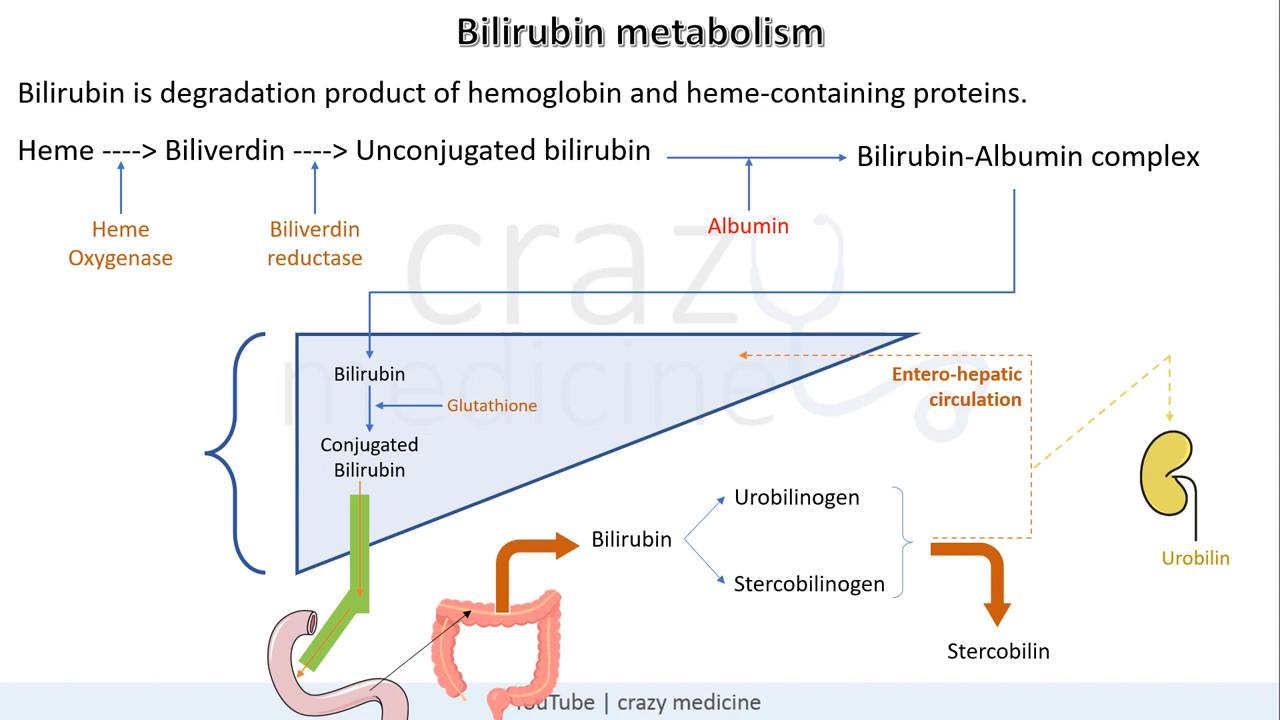 Bilirubin metabolism
Bilirubin is degradation product of hemoglobin and heme-containing proteins.
Heme ----> Biliverdin ----> Unconjugated bilirubin
Bilirubin-Albumin complex
Heme
Oxygenase
Biliverdin
reductase
Albumin
crazy
medicine
Bilirubin
Glutathione
Conjugated
Bilirubin
Entero-hepatic
circulation
Urobilinogen
Bilirubin
Stercobilinogen
Urobilin
Stercobilin
YouTube | crazy medicine